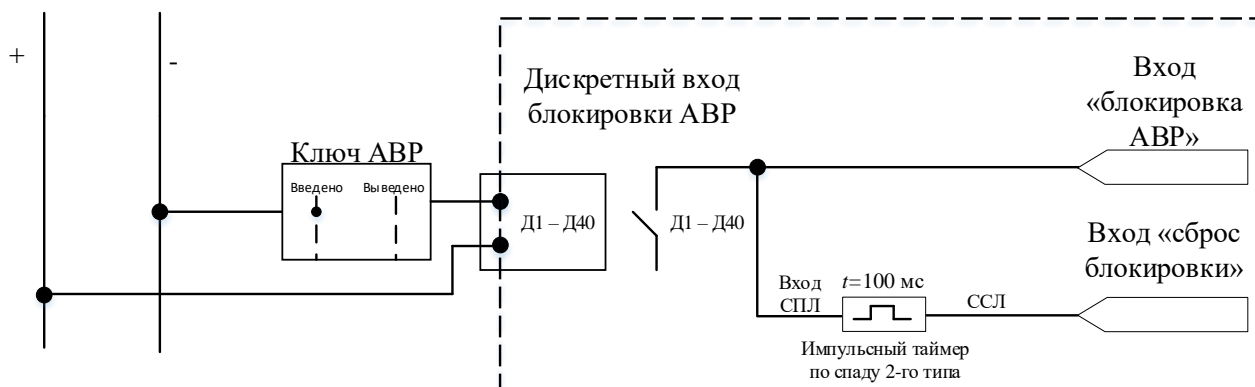 +
-
Дискретный вход
блокировки АВР
Вход
«блокировка
АВР»
Ключ АВР
Введено Выведено
Д1 – Д40
Д1 – Д40
Вход «сброс
блокировки»
Вход
СПЛ
t=100 мс
ССЛ
Импульсный таймер
по спаду 2-го типа